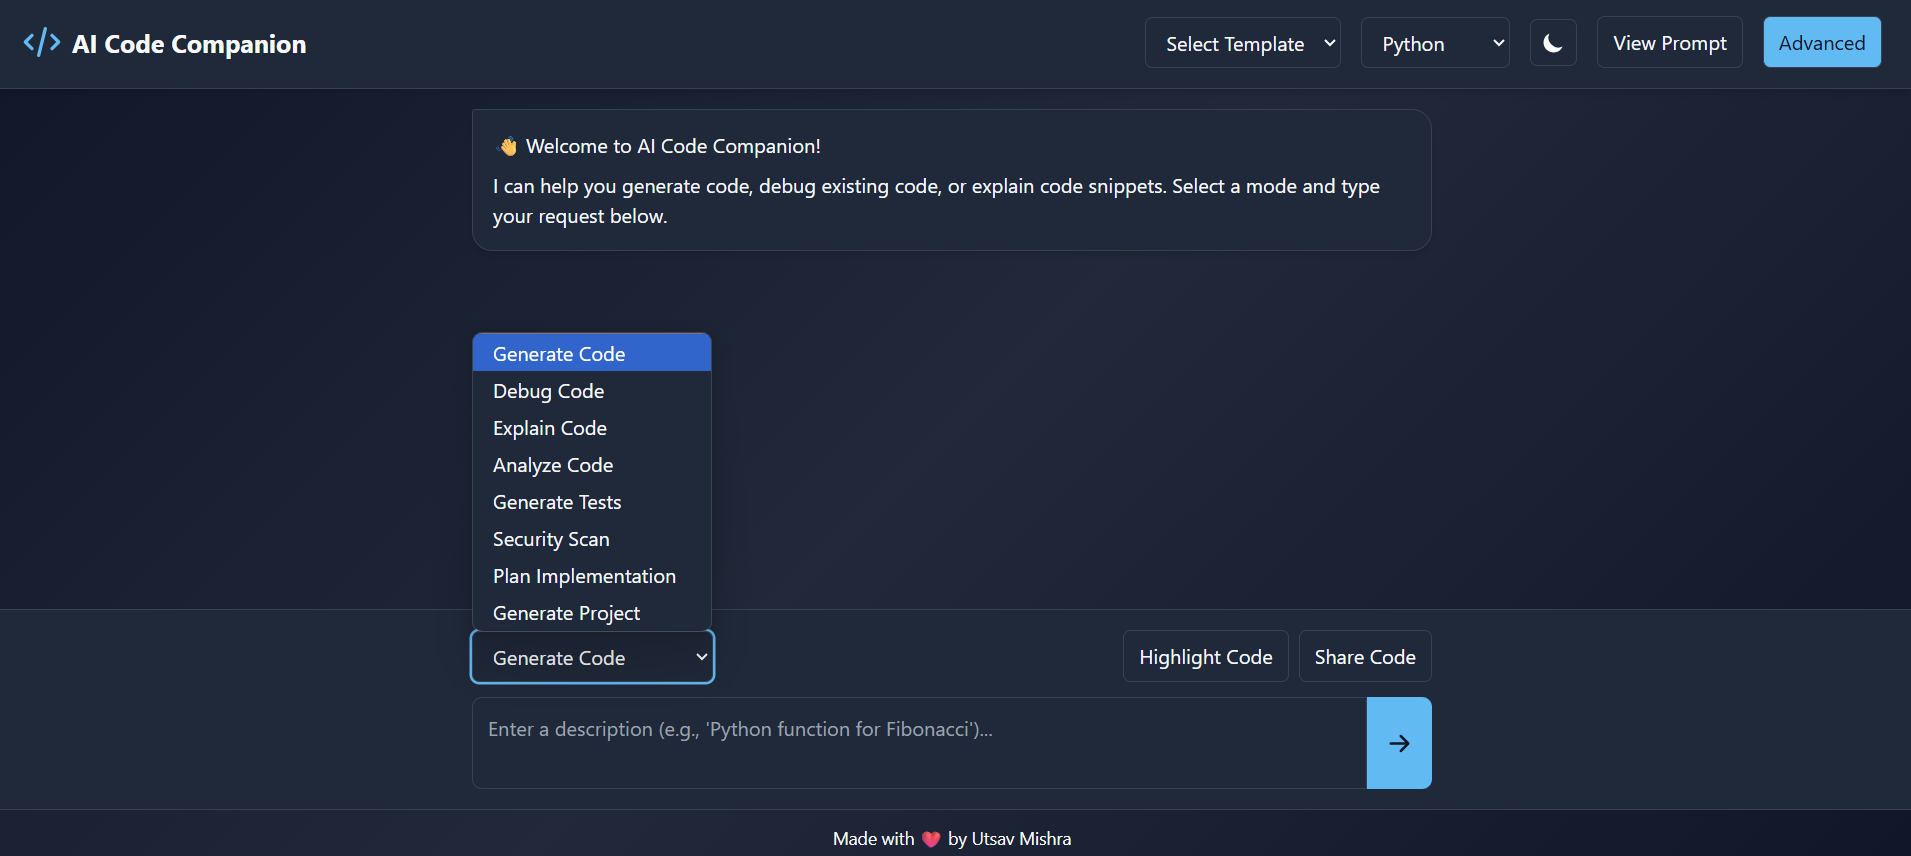 </> AI Code Companion
Select Template
Python
View Prompt
Advanced
👋 Welcome to AI Code Companion!
I can help you generate code, debug existing code, or explain code snippets. Select a mode and type
your request below.
Generate Code
Debug Code
Explain Code
Analyze Code
Generate Tests
Security Scan
Plan Implementation
Generate Project
Generate Code
Highlight Code
Share Code
Enter a description (e.g., 'Python function for Fibonacci')...
Made with ❤️ by Utsav Mishra